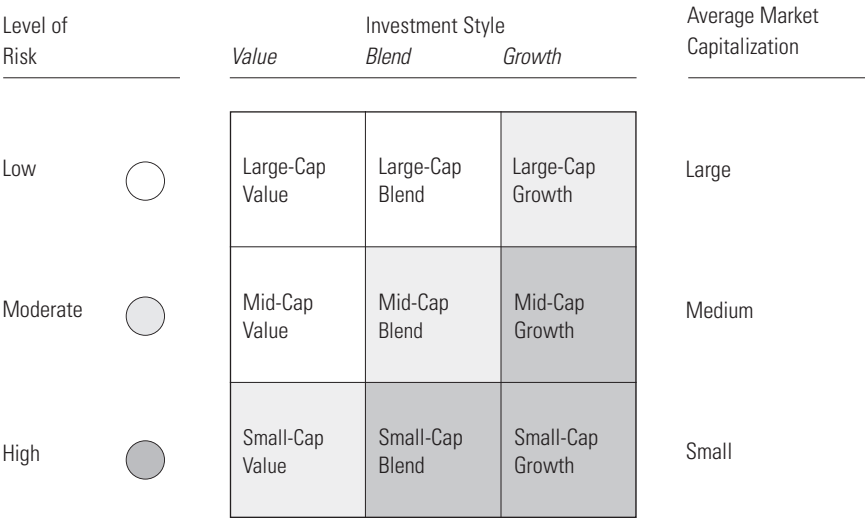 Level of
Risk
Investment Style
Value Blend Growth
Average Market
Capitalization
Low
Large-Cap
Value
Large-Cap
Blend
Large-Cap
Growth
Large
Moderate
Mid-Cap
Value
Mid-Cap
Blend
Mid-Cap
Growth
Medium
High
Small-Cap
Value
Small-Cap
Blend
Small-Cap
Growth
Small